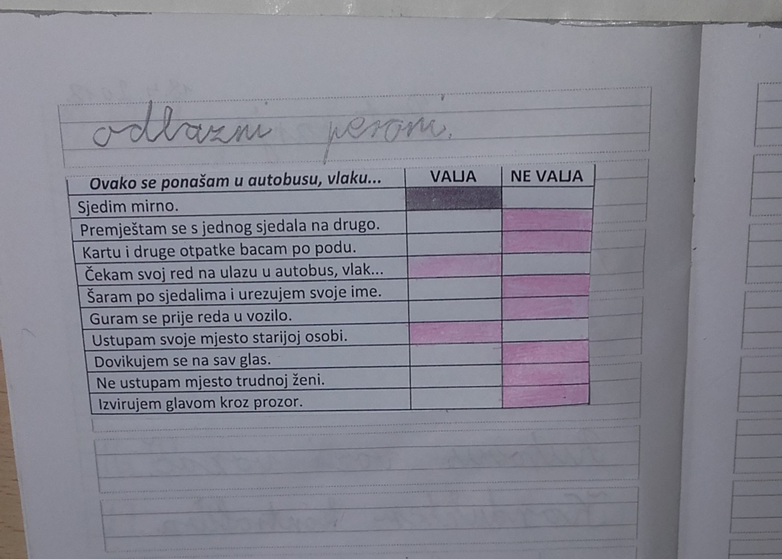 odlazni peroni.
Ovako se ponašam u autobusu, vlaku... VALJA NE VALJA
Sjedim mirno.
Premještam se s jednog sjedala na drugo.
Kartu i druge otpatke bacam po podu.
Čekam svoj red na ulazu u autobus, vlak...
Šaram po sjedalima i urezujem svoje ime.
Guram se prije reda u vozilo.
Ustupam svoje mjesto starijoj osobi.
Dovikujem se na sav glas.
Ne ustupam mjesto trudnoj ženi.
Izvirujem glavom kroz prozor.